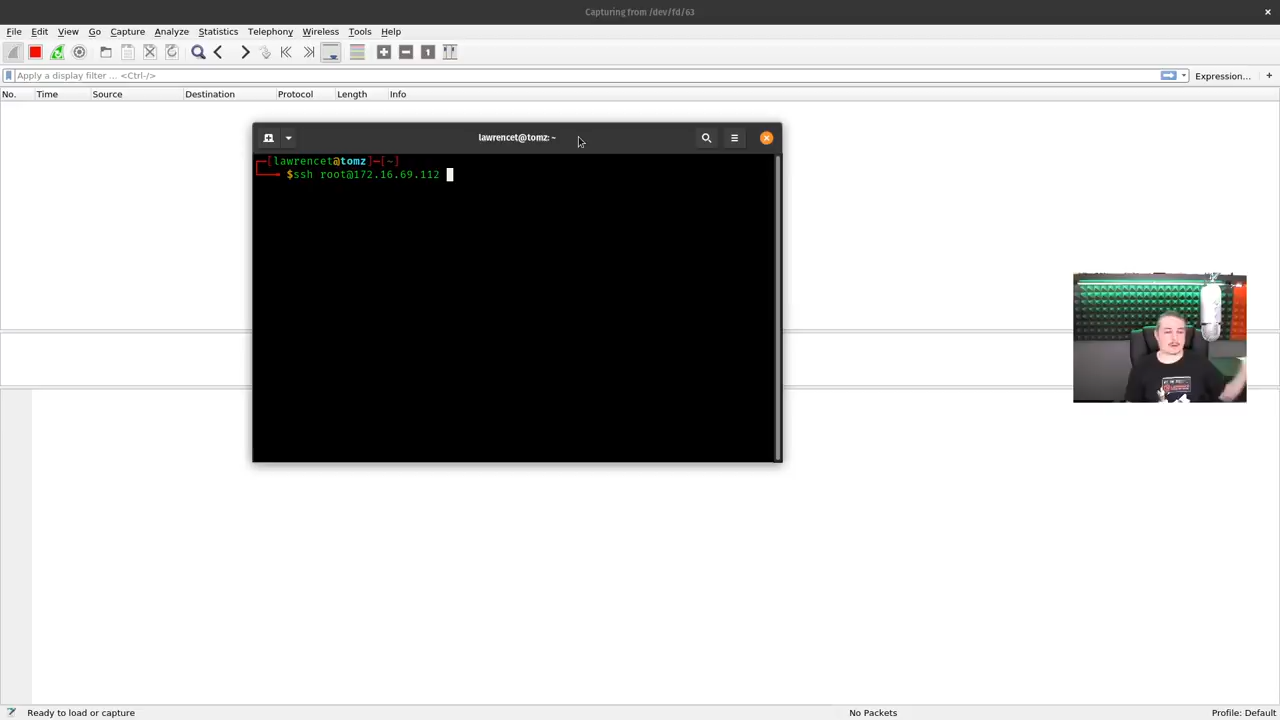 Capturing from /dev/fd/63
File Edit View Go Capture Analyze Statistics Telephony Wireless Tools Help
Apply a display filter ... <Ctrl-/>
Expression...
+
No. Time Source Destination Protocol Length Info
lawrencet@tomz: ~
[lawrencet@tomz]─[~]
$ssh root@172.16.69.112
Ready to load or capture
No Packets
Profile: Default